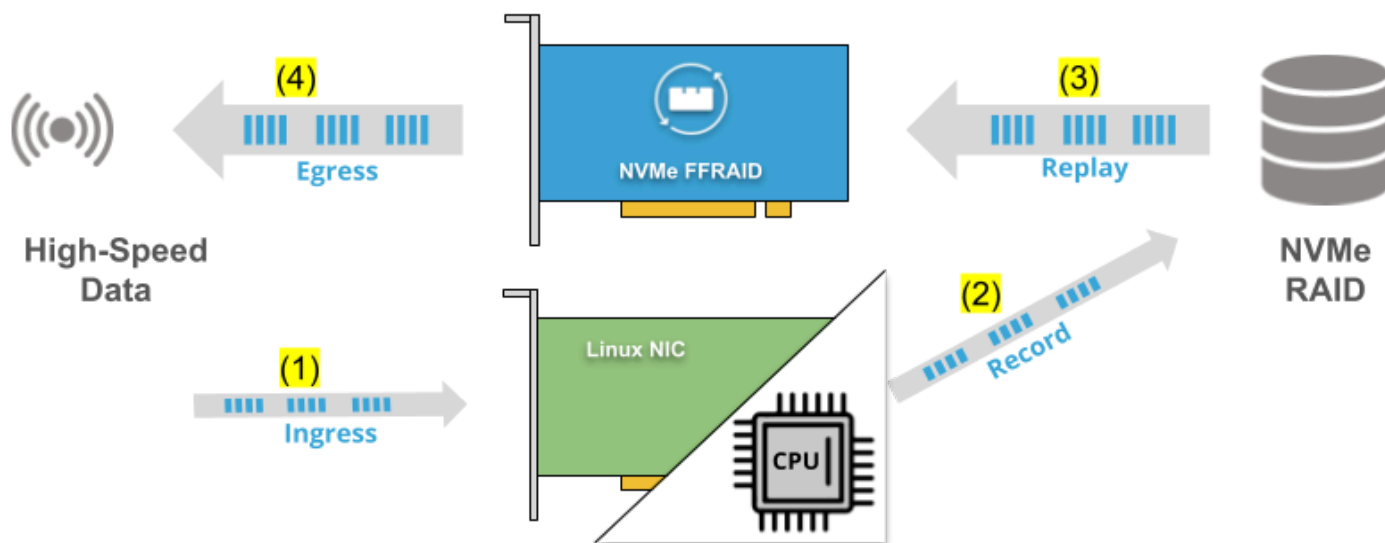 (4)
Egress
NVMe FFRAID
(3)
Replay
High-Speed
Data
NVMe
RAID
(1)
Ingress
Linux NIC
CPU
(2)
Record